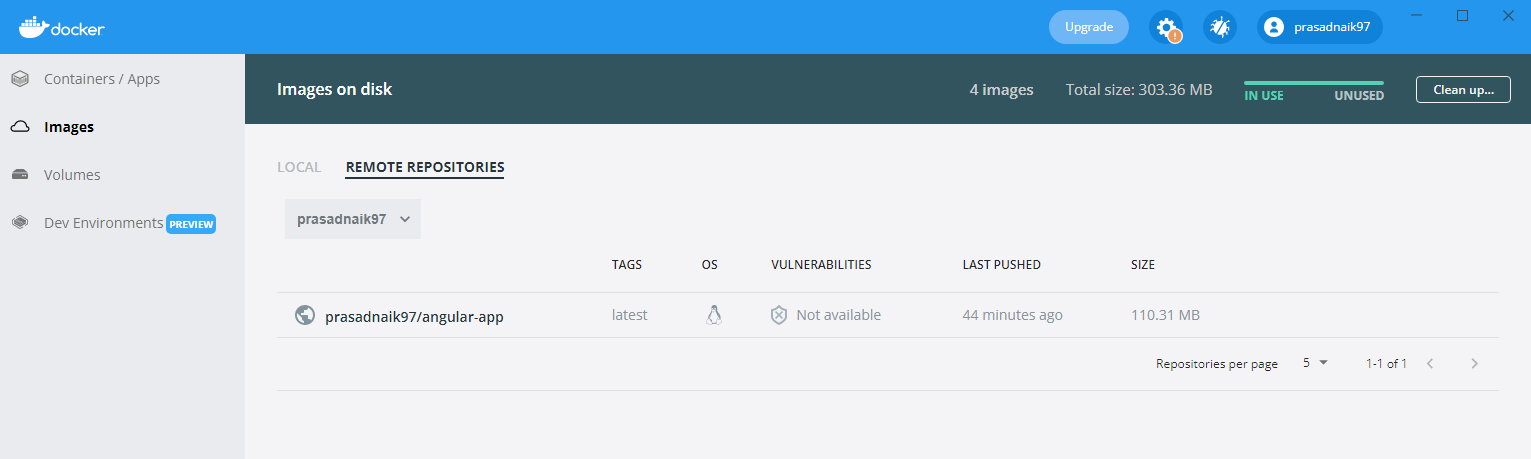 docker
Upgrade
!
prasadnaik97
Containers / Apps
Images
Volumes
Dev Environments PREVIEW
Images on disk
4 images
Total size: 303.36 MB
IN USE
UNUSED
Clean up...
LOCAL
REMOTE REPOSITORIES
prasadnaik97
TAGS OS VULNERABILITIES LAST PUSHED SIZE
prasadnaik97/angular-app latest Not available 44 minutes ago 110.31 MB
Repositories per page 5 1-1 of 1